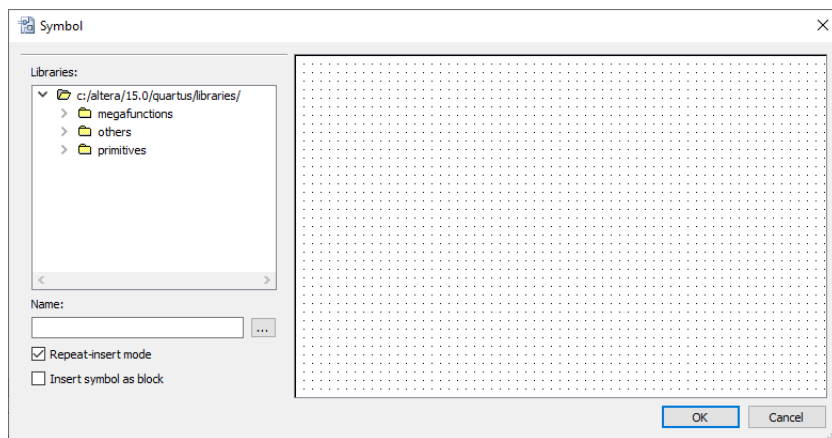 Symbol
Libraries:
c:/altera/15.0/quartus/libraries/
megafunctions
others
primitives
Name:
...
Repeat-insert mode
Insert symbol as block
OK
Cancel